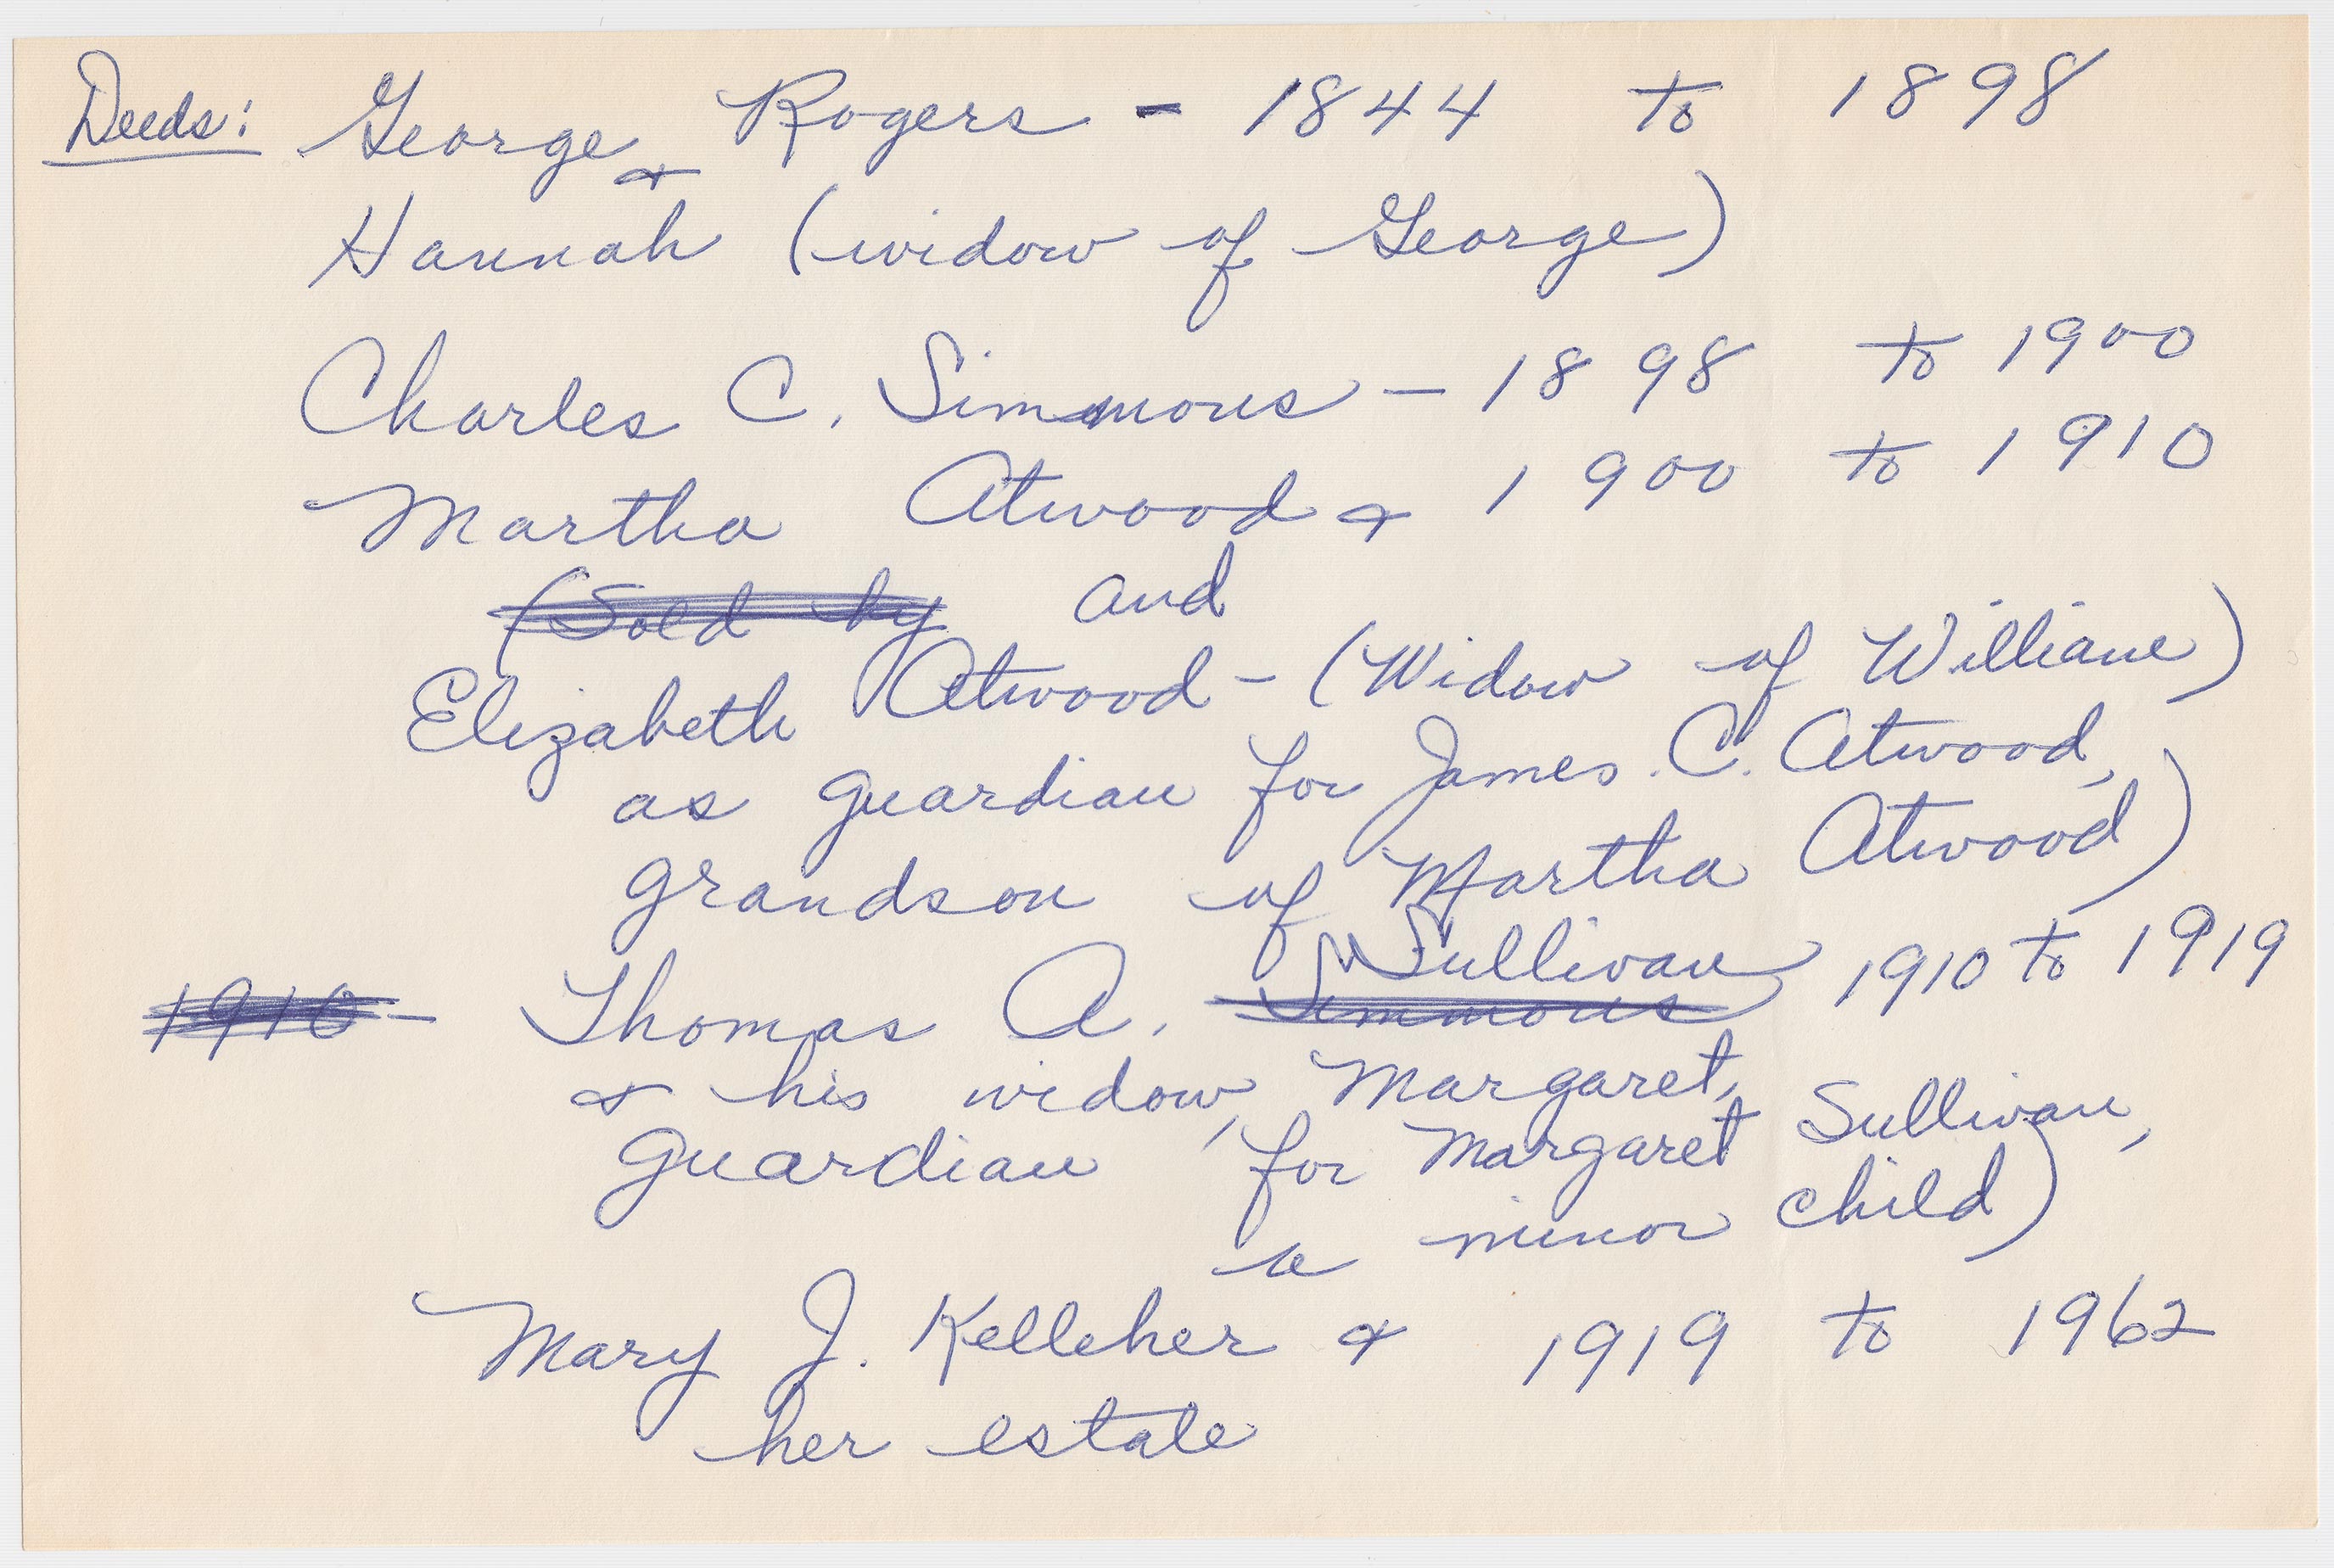 Deeds: George & Rogers - 1844 to 1898
Hannah (widow of George)
Charles C. Simmons - 1898 to 1900
Martha Atwood & 1900 to 1910
(Sold by and
Elizabeth Atwood - (Widow of William)
as guardian for James C. Atwood,
grandson of Martha Atwood)
1910 - Thomas A. Simmons Sullivan 1910 to 1919
& his widow, Margaret,
guardian for Margaret Sullivan,
a minor child)
Mary J. Kelleher & 1919 to 1962
her estate